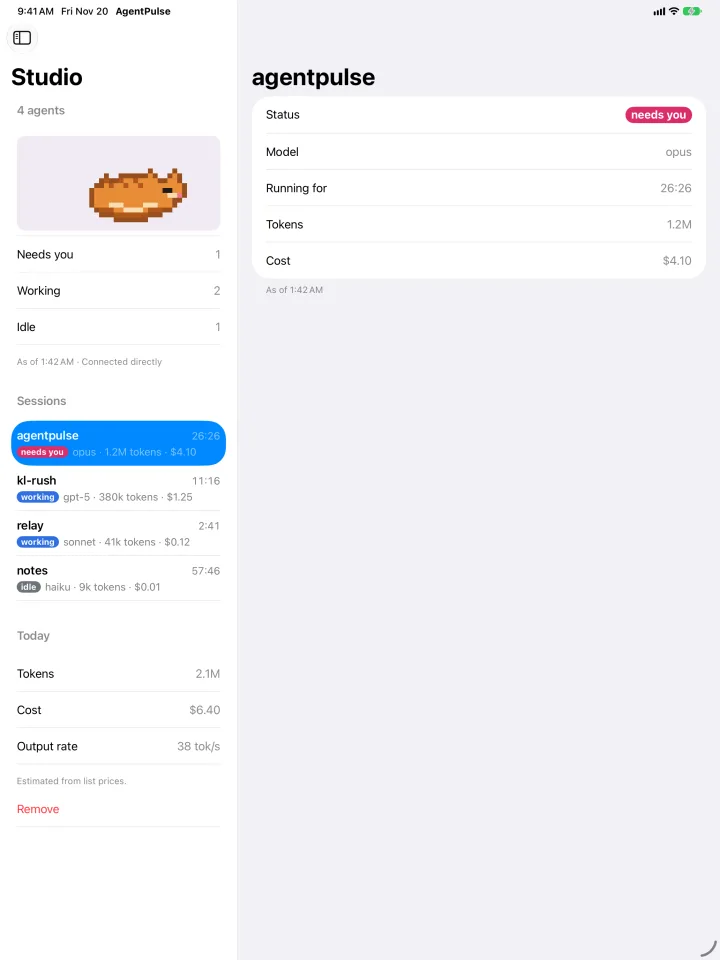 9:41 AM Fri Nov 20 AgentPulse
Studio
4 agents
Needs you 1
Working 2
Idle 1
As of 1:42 AM · Connected directly
Sessions
agentpulse 26:26
needs you opus · 1.2M tokens · $4.10
kl-rush 11:16
working gpt-5 · 380k tokens · $1.25
relay 2:41
working sonnet · 41k tokens · $0.12
notes 57:46
idle haiku · 9k tokens · $0.01
Today
Tokens 2.1M
Cost $6.40
Output rate 38 tok/s
Estimated from list prices.
Remove
agentpulse
Status needs you
Model opus
Running for 26:26
Tokens 1.2M
Cost $4.10
As of 1:42 AM